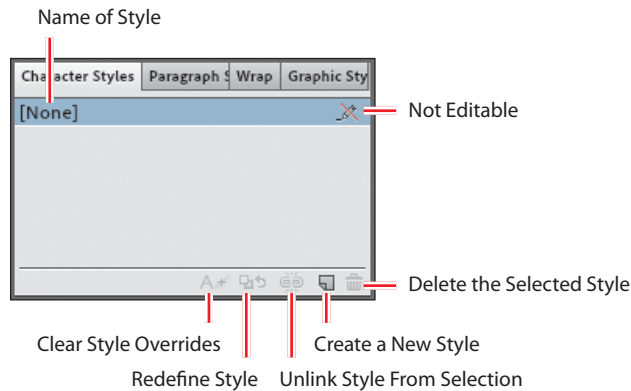 Name of Style
Character Styles Paragraph S Wrap Graphic Sty
[None]
Not Editable
Delete the Selected Style
Clear Style Overrides Create a New Style
Redefine Style Unlink Style From Selection